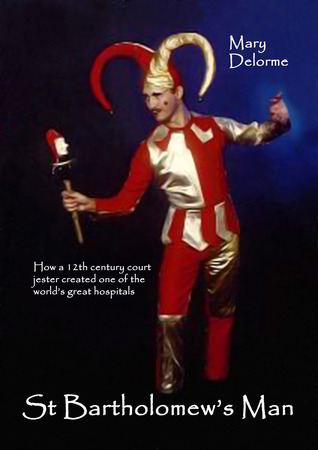 Mary
Delorme
How a 12th century court
jester created one of the
world's great hospitals
St Bartholomew's Man